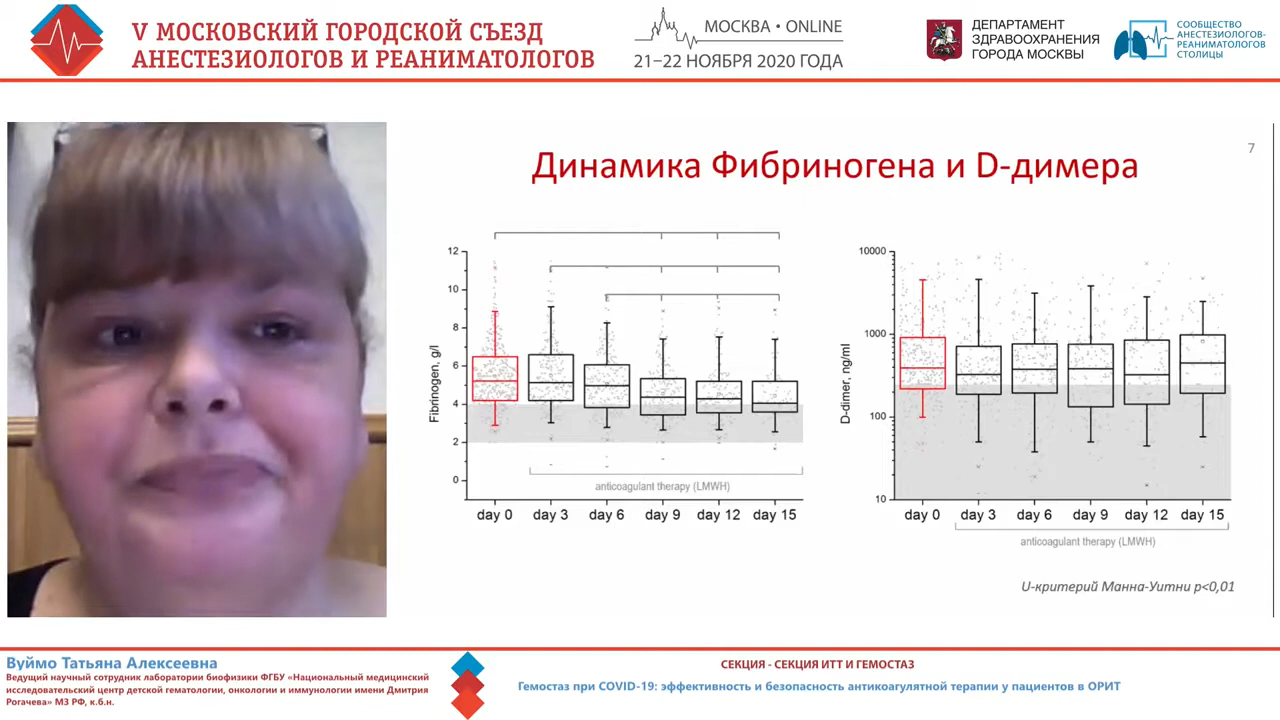 V МОСКОВСКИЙ ГОРОДСКОЙ СЪЕЗД
АНЕСТЕЗИОЛОГОВ И РЕАНИМАТОЛОГОВ
МОСКВА • ONLINE
21–22 НОЯБРЯ 2020 ГОДА
ДЕПАРТАМЕНТ
ЗДРАВООХРАНЕНИЯ
ГОРОДА МОСКВЫ
СООБЩЕСТВО
АНЕСТЕЗИОЛОГОВ-
РЕАНИМАТОЛОГОВ
СТОЛИЦЫ
7
Динамика Фибриногена и D-димера
Fibrinogen, g/l
12
10
8
6
4
2
0
anticoagulant therapy (LMWH)
day 0 day 3 day 6 day 9 day 12 day 15
D-dimer, ng/ml
10000
1000
100
10
day 0 day 3 day 6 day 9 day 12 day 15
anticoagulant therapy (LMWH)
U-критерий Манна-Уитни p<0,01
Вуймо Татьяна Алексеевна
Ведущий научный сотрудник лаборатории биофизики ФГБУ «Национальный медицинский
исследовательский центр детской гематологии, онкологии и иммунологии имени Дмитрия
Рогачева» МЗ РФ, к.б.н.
СЕКЦИЯ - СЕКЦИЯ ИТТ И ГЕМОСТАЗ
Гемостаз при COVID-19: эффективность и безопасность антикоагулятной терапии у пациентов в ОРИТ